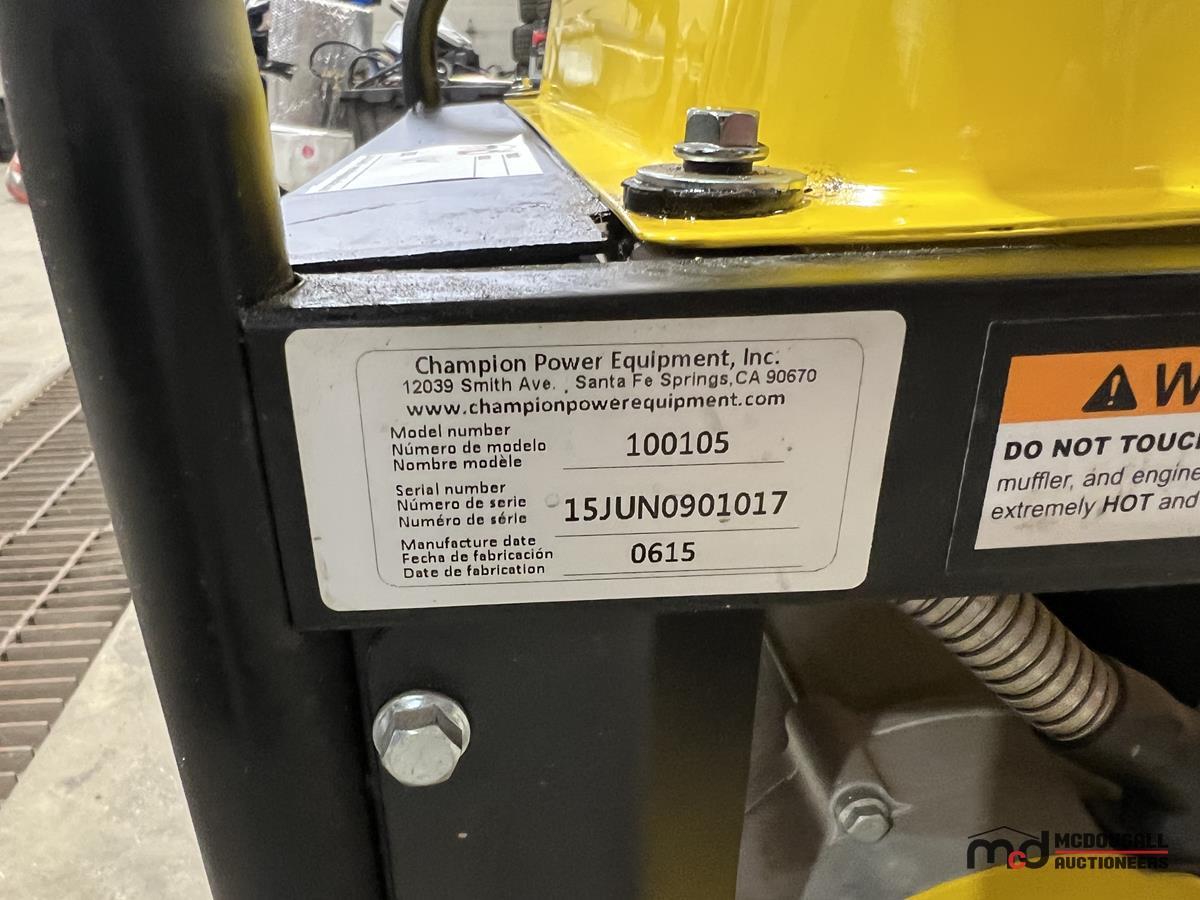 Champion Power Equipment, Inc.
12039 Smith Ave. , Santa Fe Springs, CA 90670
www.championpowerequipment.com
Model number
Número de modelo
Nombre modèle
100105
Serial number
Número de serie
Numéro de série
15JUN0901017
Manufacture date
Fecha de fabricación
Date de fabrication
0615
W
DO NOT TOUCH
muffler, and engine
extremely HOT and
mcd MCDOUGALL
AUCTIONEERS